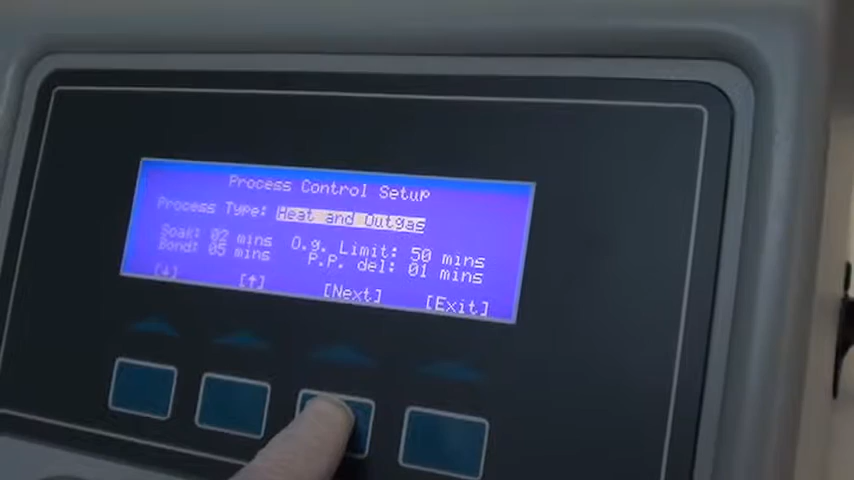 Process Control Setup
Process Type: Heat and Outgas
Soak: 02 mins O.g. Limit: 50 mins
Bond: 05 mins P.P. del: 01 mins
[↓] [↑] [Next] [Exit]